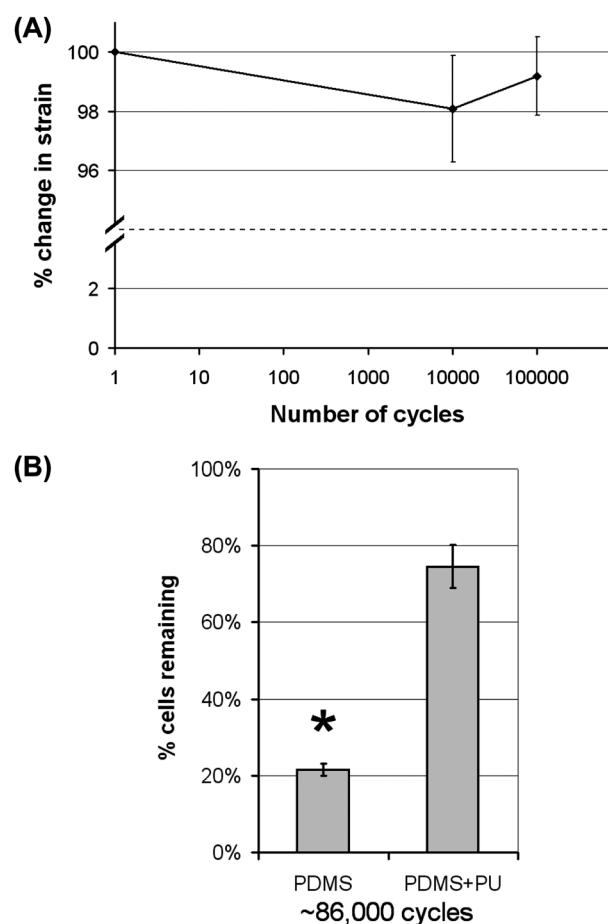 (A)
% change in strain
100
98
96
2
0
1 10 100 1000 10000 100000
Number of cycles
(B)
% cells remaining
100%
80%
60%
40%
20%
0%
*
PDMS PDMS+PU
~86,000 cycles